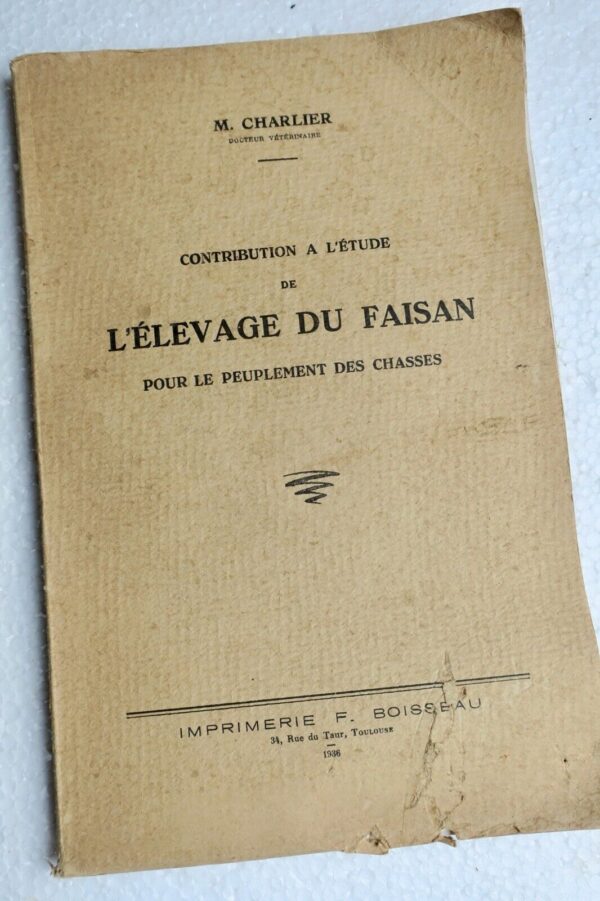 M. CHARLIER
DOCTEUR VÉTÉRINAIRE
CONTRIBUTION A L'ÉTUDE
DE
L'ÉLEVAGE DU FAISAN
POUR LE PEUPLEMENT DES CHASSES
IMPRIMERIE F. BOISSEAU
34, Rue du Taur, TOULOUSE
1936